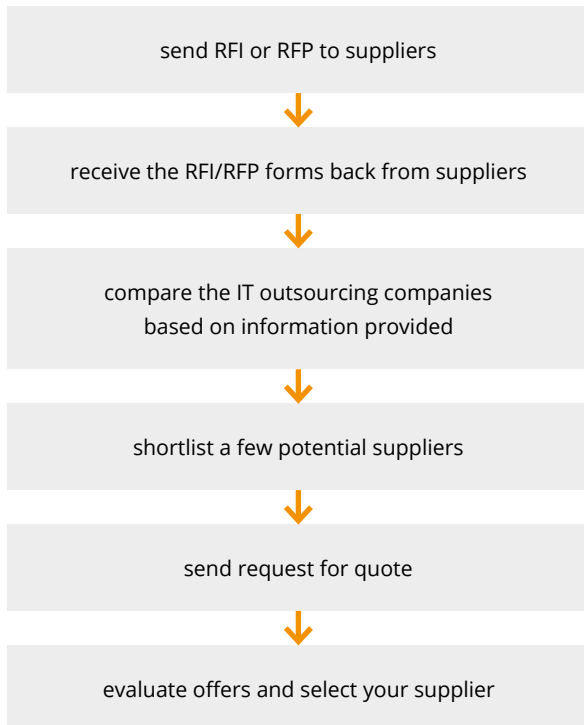 send RFI or RFP to suppliers
receive the RFI/RFP forms back from suppliers
compare the IT outsourcing companies
based on information provided
shortlist a few potential suppliers
send request for quote
evaluate offers and select your supplier